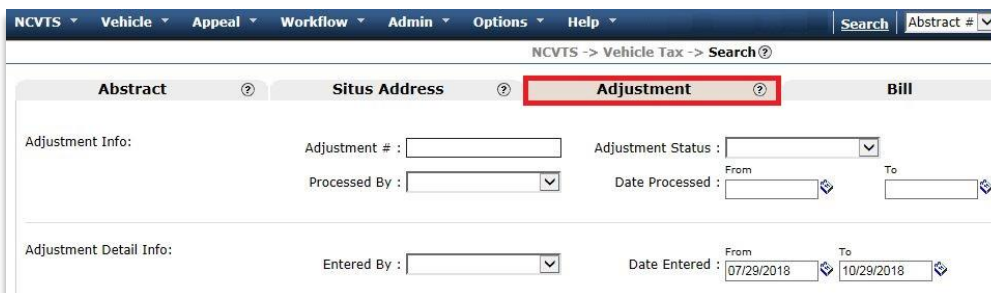 NCVTS Vehicle Appeal Workflow Admin Options Help Search Abstract #
NCVTS -> Vehicle Tax -> Search ?
Abstract ? Situs Address ? Adjustment ? Bill
Adjustment Info: Adjustment # : Adjustment Status :
From To
Processed By : Date Processed :
Adjustment Detail Info:
From To
Entered By : Date Entered : 07/29/2018 10/29/2018